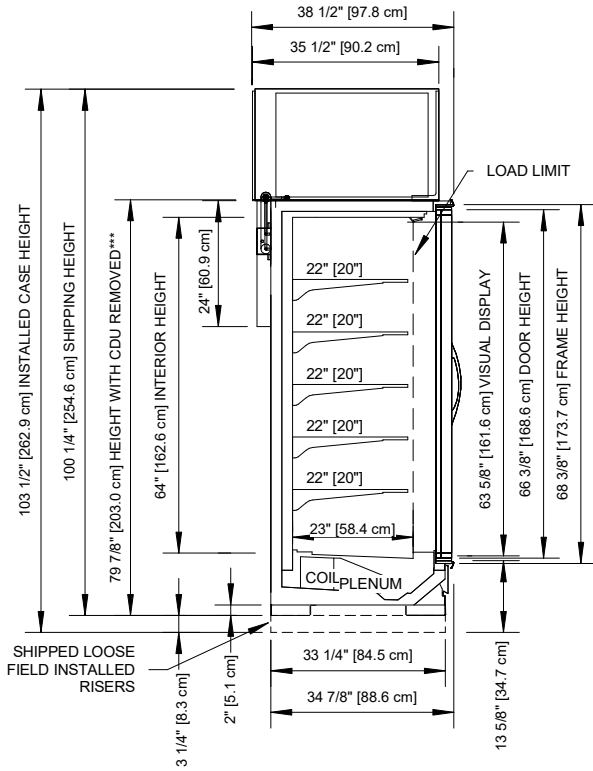 38 1/2" [97.8 cm]
35 1/2" [90.2 cm]
LOAD LIMIT
103 1/2" [262.9 cm] INSTALLED CASE HEIGHT
100 1/4" [254.6 cm] SHIPPING HEIGHT
79 7/8" [203.0 cm] HEIGHT WITH CDU REMOVED***
64" [162.6 cm] INTERIOR HEIGHT
24" [60.9 cm]
22" [20"]
22" [20"]
22" [20"]
22" [20"]
22" [20"]
23" [58.4 cm]
COIL
PLENUM
63 5/8" [161.6 cm] VISUAL DISPLAY
66 3/8" [168.6 cm] DOOR HEIGHT
68 3/8" [173.7 cm] FRAME HEIGHT
SHIPPED LOOSE
FIELD INSTALLED
RISERS
3 1/4" [8.3 cm]
2" [5.1 cm]
33 1/4" [84.5 cm]
34 7/8" [88.6 cm]
13 5/8" [34.7 cm]